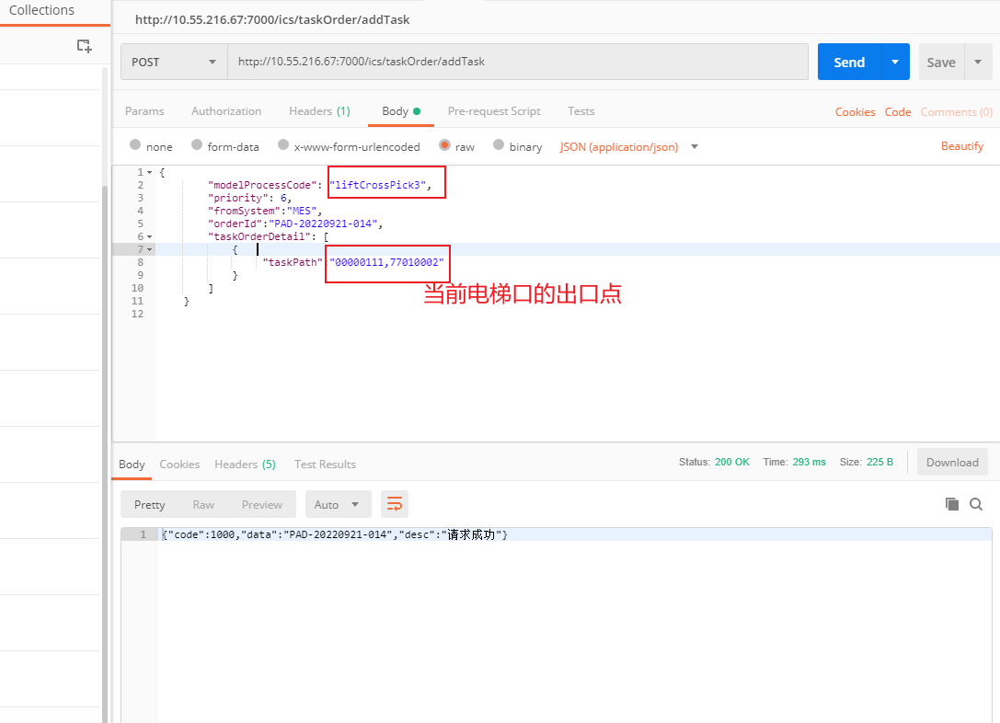 Collections
http://10.55.216.67:7000/ics/taskOrder/addTask
POST
http://10.55.216.67:7000/ics/taskOrder/addTask
Send
Save
Params
Authorization
Headers (1)
Body
Pre-request Script
Tests
Cookies
Code
Comments (0)
none
form-data
x-www-form-urlencoded
raw
binary
JSON (application/json)
Beautify
1 {
2 "modelProcessCode": "liftCrossPick3",
3 "priority": 6,
4 "fromSystem":"MES",
5 "orderId":"PAD-20220921-014",
6 "taskOrderDetail": [
7 {
8 "taskPath":"00000111,77010002"
9 }
10 ]
11 }
12
当前电梯口的出口点
Body
Cookies
Headers (5)
Test Results
Status: 200 OK
Time: 293 ms
Size: 225 B
Download
Pretty
Raw
Preview
Auto
1 {"code":1000,"data":"PAD-20220921-014","desc":"请求成功"}